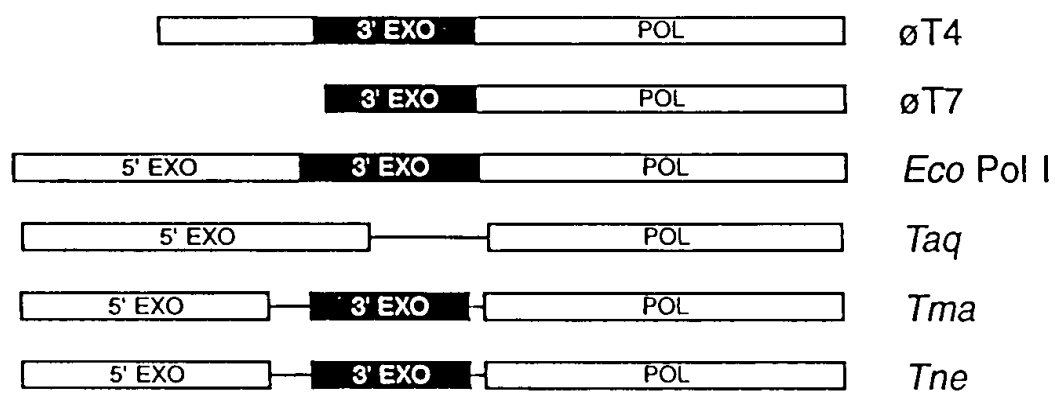 3' EXO POL øT4
3' EXO POL øT7
5' EXO 3' EXO POL Eco Pol I
5' EXO POL Taq
5' EXO 3' EXO POL Tma
5' EXO 3' EXO POL Tne